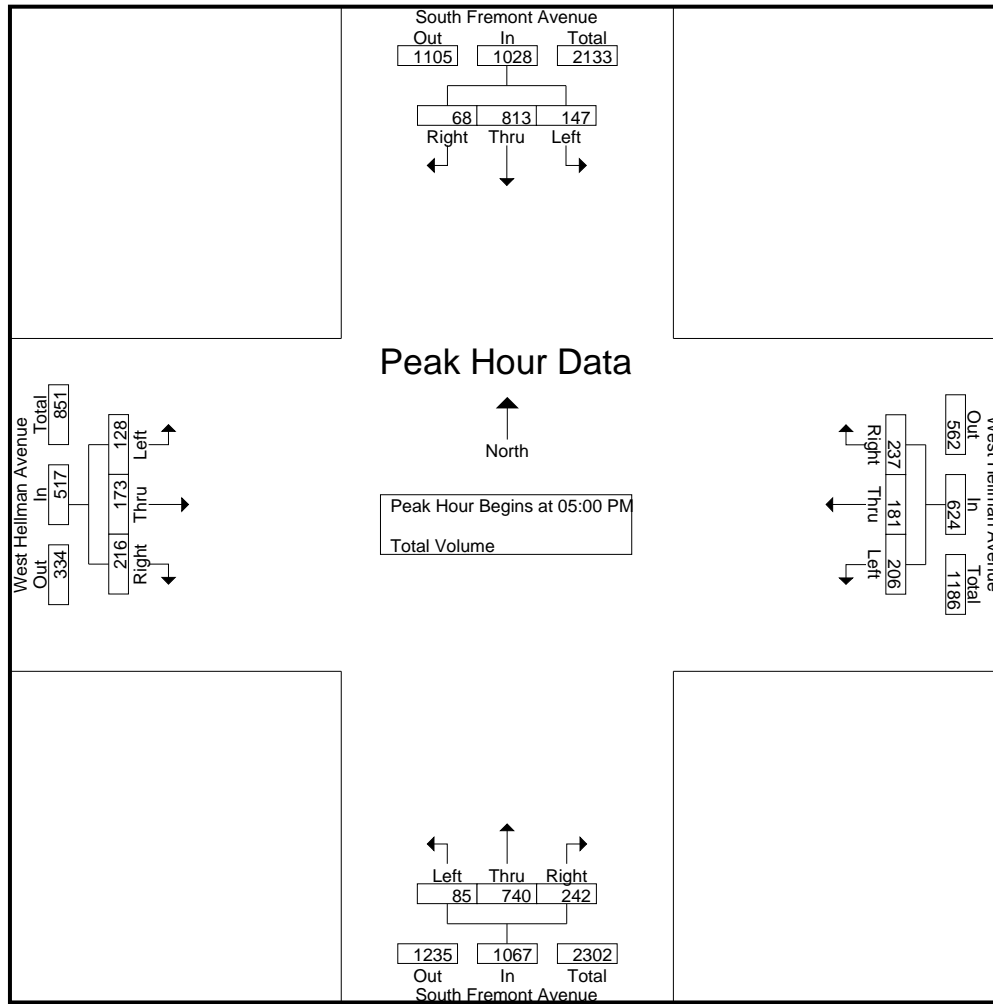 South Fremont Avenue
Out In Total
1105 1028 2133
68 813 147
Right Thru Left
West Hellman Avenue
Total In Out
851 517 334
128 173 216
Left Thru Right
Peak Hour Data
North
Peak Hour Begins at 05:00 PM
Total Volume
Right Thru Left
237 181 206
562 624 1186
Out In Total
West Hellman Avenue
Left Thru Right
85 740 242
1235 1067 2302
Out In Total
South Fremont Avenue